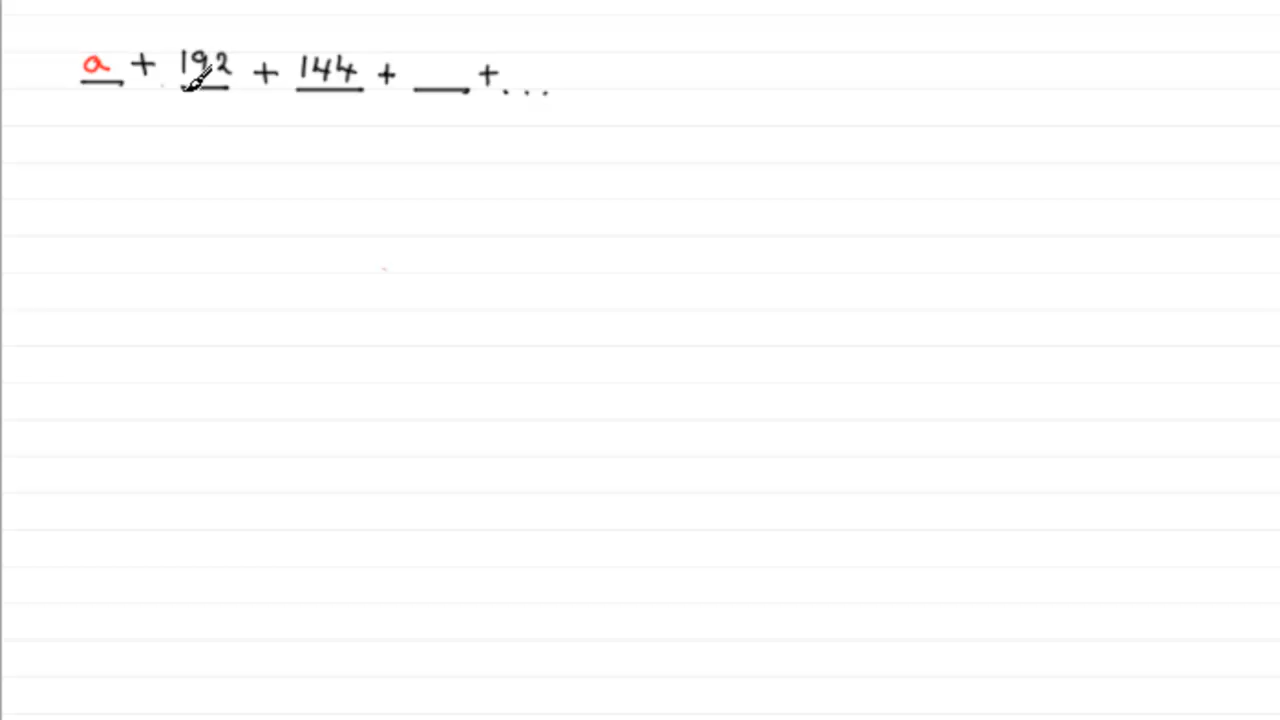 a + 192 + 144 + ___ + ...